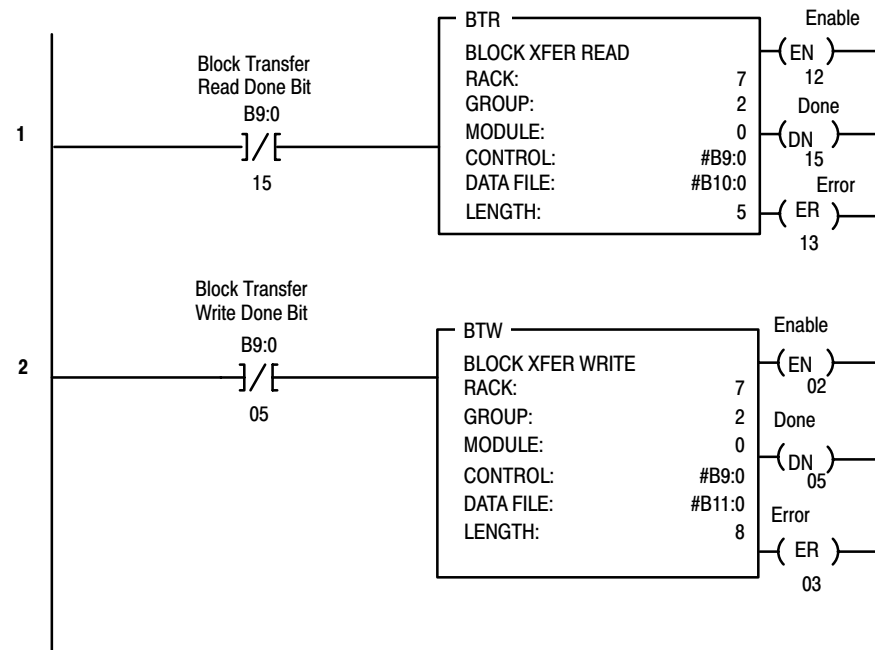 BTR
Enable
BLOCK XFER READ
EN
RACK: 7
12
GROUP: 2
Done
MODULE: 0
DN
CONTROL: #B9:0
15
DATA FILE: #B10:0
Error
LENGTH: 5
ER
13
Block Transfer
Read Done Bit
B9:0
1
15
Block Transfer
Write Done Bit
B9:0
2
05
BTW
Enable
BLOCK XFER WRITE
EN
RACK: 7
02
GROUP: 2
Done
MODULE: 0
DN
CONTROL: #B9:0
05
DATA FILE: #B11:0
Error
LENGTH: 8
ER
03